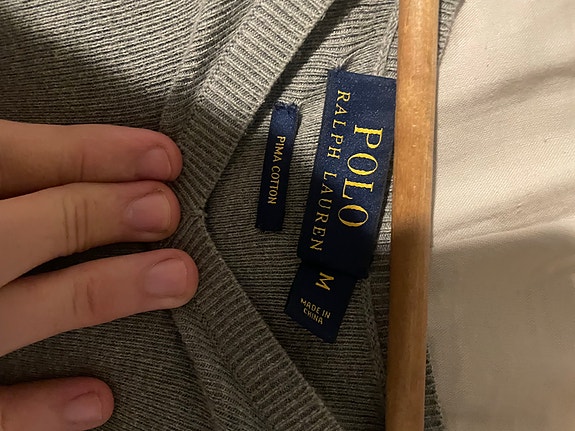 POLO
RALPH LAUREN
M
MADE IN
CHINA
PIMA COTTON